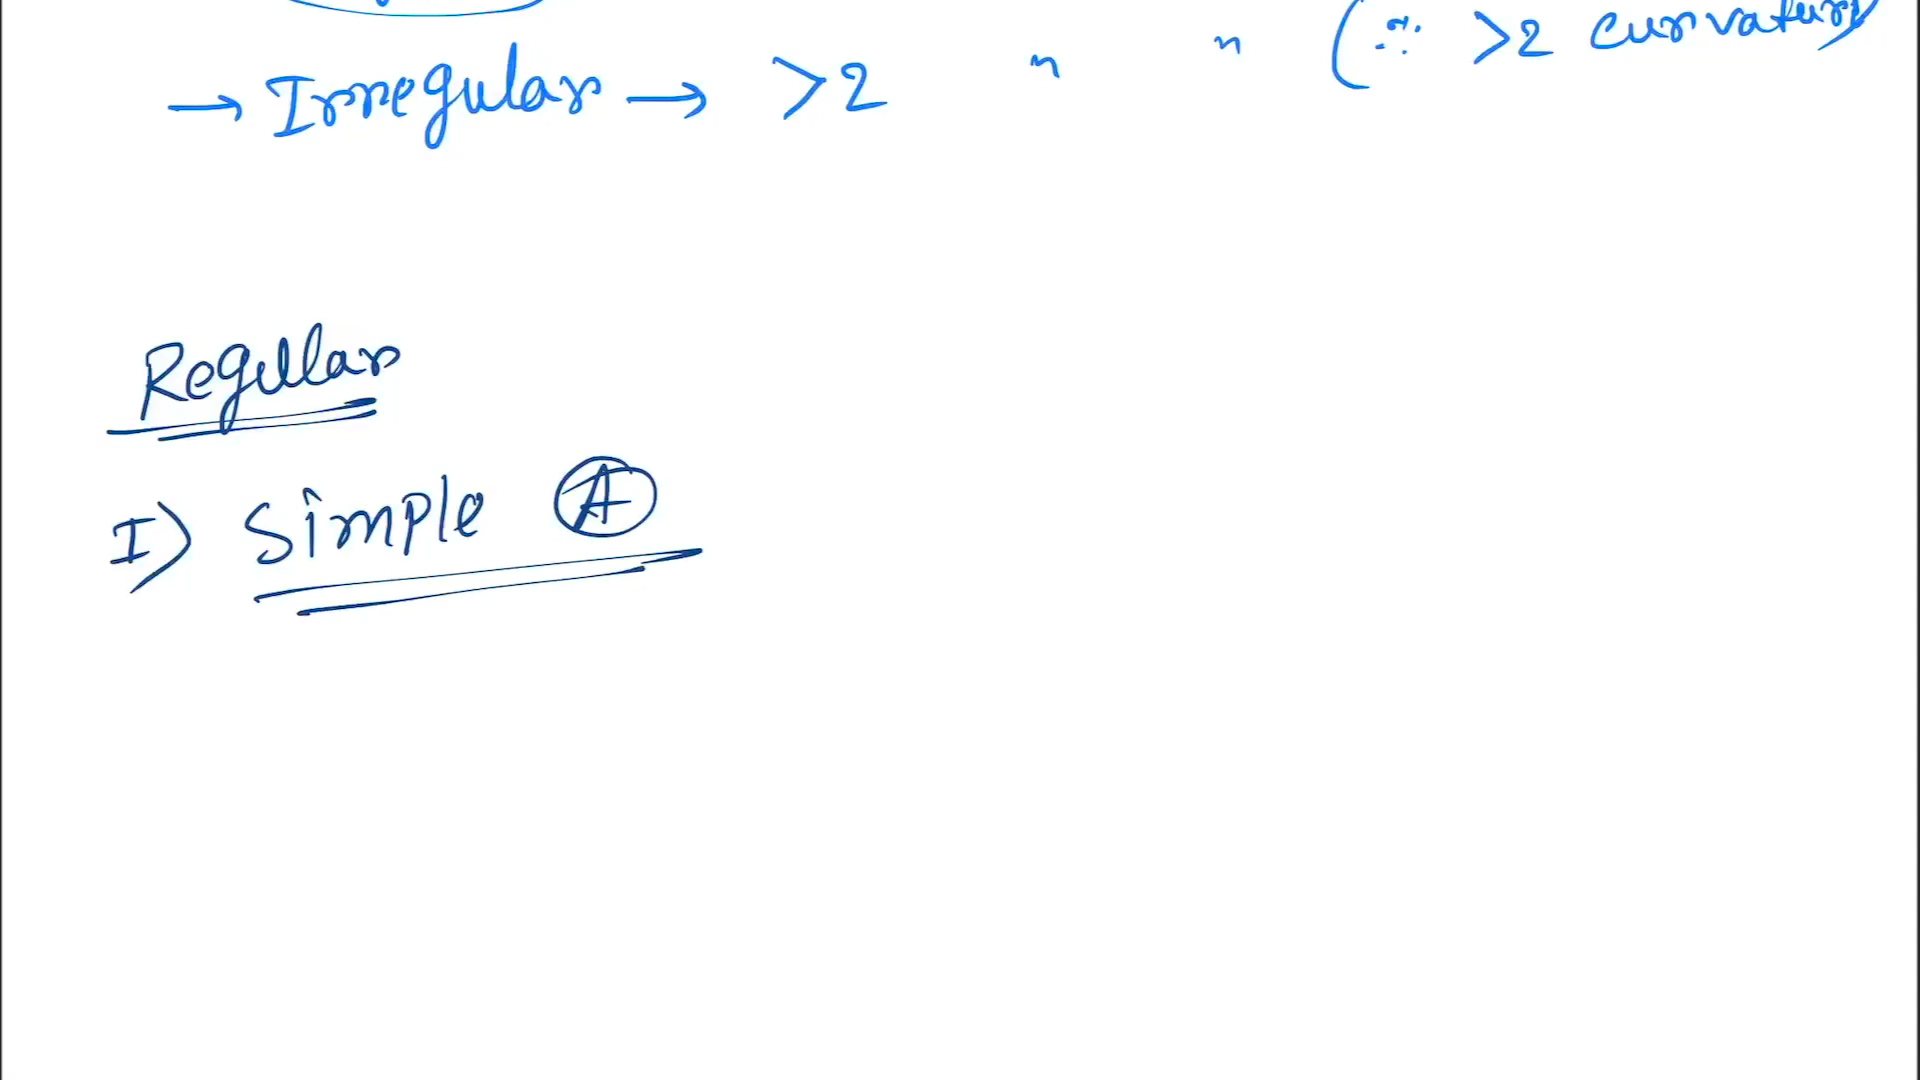 → Irregular → >2 " " (∵ >2 curvature
Regular
I) Simple Ⓐ